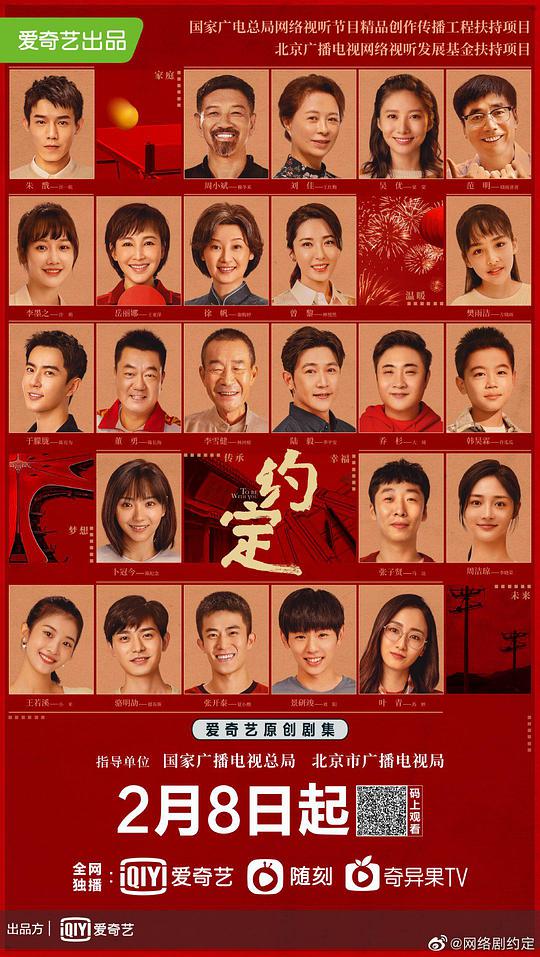 爱奇艺出品
国家广电总局网络视听节目精品创作传播工程扶持项目
北京广播电视网络视听发展基金扶持项目
家庭
朱 戬
周小斌
刘 佳
吴 优
范 明
温暖
李墨之
岳丽娜
徐 帆
曾 黎
樊雨洁
于朦胧
董 勇
李雪健
陆 毅
乔 杉
韩昊霖
传承
幸福
梦想
约定
TO BE
WITH YOU
卜冠今
张子贤
周洁琼
未来
王若溪
骆明劼
张开泰
景研竣
叶 青
爱奇艺原创剧集
指导单位 国家广播电视总局 北京市广播电视局
2月8日起
码上观看
全网独播: iQIYI 爱奇艺 随刻 奇异果TV
出品方 | iQIYI 爱奇艺
@网络剧约定